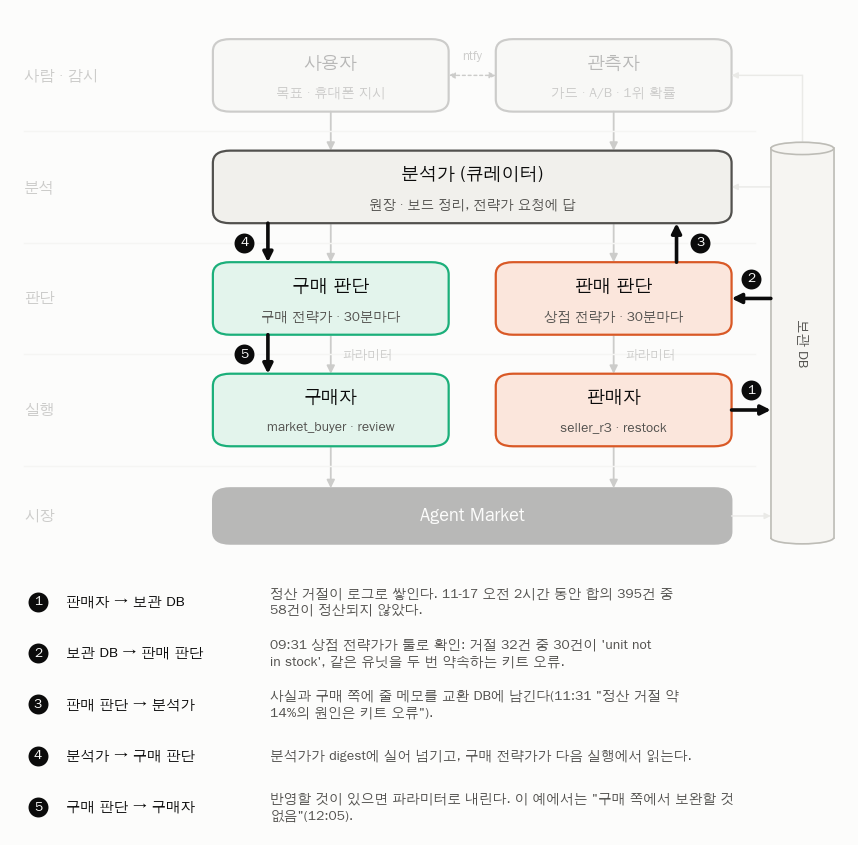 사람 · 감시
사용자
목표 · 휴대폰 지시
ntfy
관측자
가드 · A/B · 1위 확률
분석
분석가 (큐레이터)
원장 · 보드 정리, 전략가 요청에 답
4
3
판단
구매 판단
구매 전략가 · 30분마다
판매 판단
상점 전략가 · 30분마다
2
보관 DB
5
파라미터
파라미터
실행
구매자
market_buyer · review
판매자
seller_r3 · restock
1
시장
Agent Market
1 판매자 → 보관 DB
정산 거절이 로그로 쌓인다. 11-17 오전 2시간 동안 합의 395건 중
58건이 정산되지 않았다.
2 보관 DB → 판매 판단
09:31 상점 전략가가 툴로 확인: 거절 32건 중 30건이 'unit not
in stock', 같은 유닛을 두 번 약속하는 키트 오류.
3 판매 판단 → 분석가
사실과 구매 쪽에 줄 메모를 교환 DB에 남긴다(11:31 "정산 거절 약
14%의 원인은 키트 오류").
4 분석가 → 구매 판단
분석가가 digest에 실어 넘기고, 구매 전략가가 다음 실행에서 읽는다.
5 구매 판단 → 구매자
반영할 것이 있으면 파라미터로 내린다. 이 예에서는 "구매 쪽에서 보완할 것
없음"(12:05).